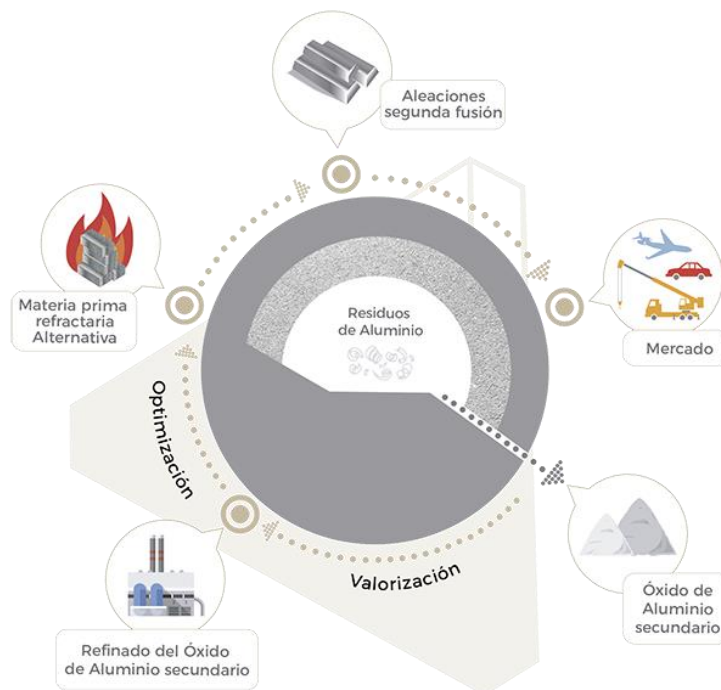 Aleaciones
segunda fusión
Materia prima
refractaria
Alternativa
Residuos
de Aluminio
Mercado
Optimización
Valorización
Óxido de
Aluminio
secundario
Refinado del Óxido
de Aluminio secundario